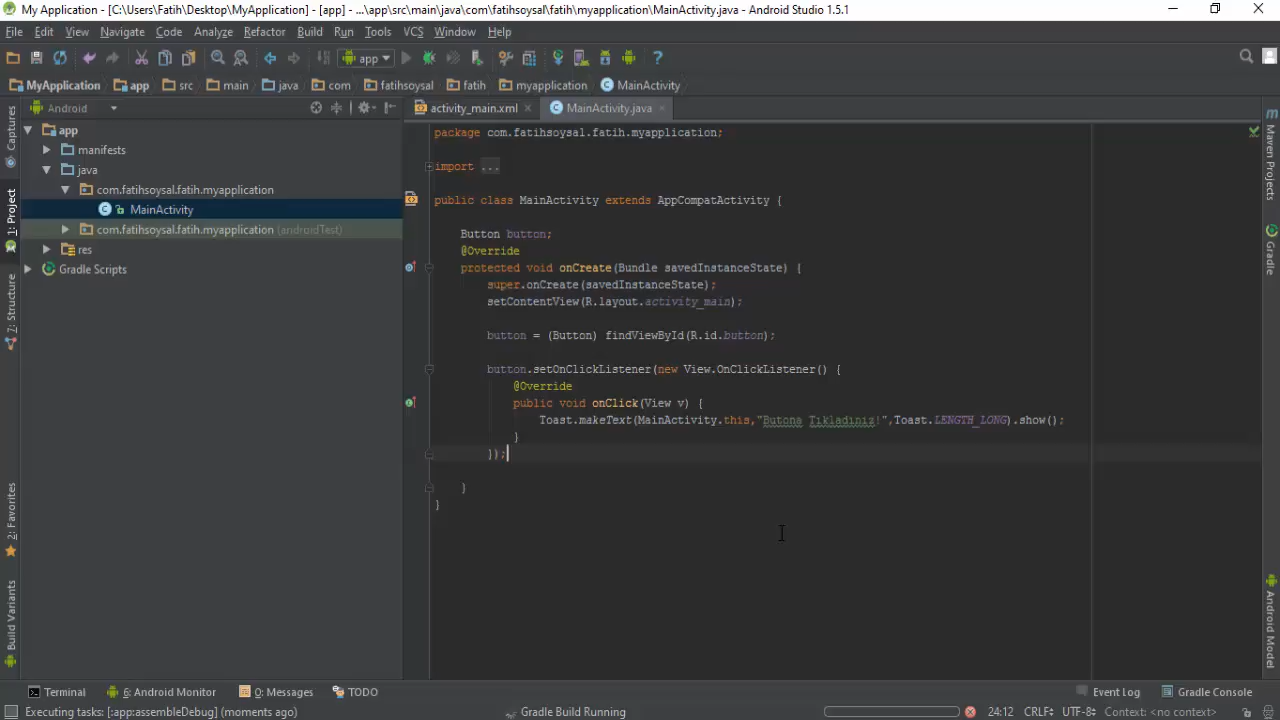 My Application - [C:\Users\Fatih\Desktop\MyApplication] - [app] - ...\app\src\main\java\com\fatihsoysal\fatih\myapplication\MainActivity.java - Android Studio 1.5.1
File Edit View Navigate Code Analyze Refactor Build Run Tools VCS Window Help
app
MyApplication app src main java com fatihsoysal fatih myapplication MainActivity
Android
activity_main.xml MainActivity.java
app
manifests
java
com.fatihsoysal.fatih.myapplication
MainActivity
com.fatihsoysal.fatih.myapplication (androidTest)
res
Gradle Scripts
Captures
1: Project
7: Structure
2: Favorites
Build Variants
package com.fatihsoysal.fatih.myapplication;
import ...
public class MainActivity extends AppCompatActivity {
Button button;
@Override
protected void onCreate(Bundle savedInstanceState) {
super.onCreate(savedInstanceState);
setContentView(R.layout.activity_main);
button = (Button) findViewById(R.id.button);
button.setOnClickListener(new View.OnClickListener() {
@Override
public void onClick(View v) {
Toast.makeText(MainActivity.this,"Butona Tıkladınız!",Toast.LENGTH_LONG).show();
}
});
}
}
Maven Projects
Gradle
Android Model
Terminal 6: Android Monitor 0: Messages TODO Event Log Gradle Console
Executing tasks: [:app:assembleDebug] (moments ago) Gradle Build Running 24:12 CRLF UTF-8 Context: <no context>